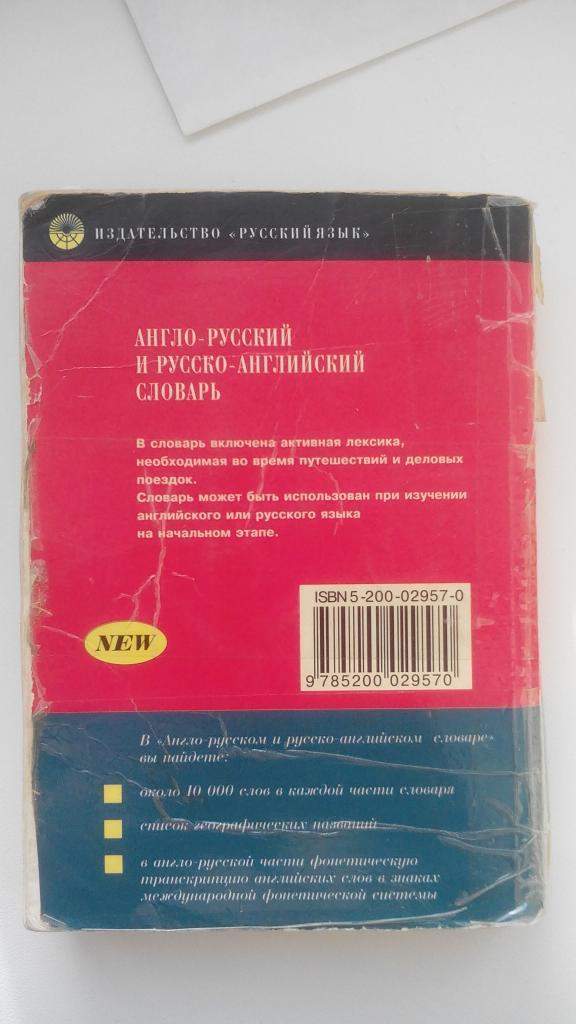 ИЗДАТЕЛЬСТВО «РУССКИЙ ЯЗЫК»
АНГЛО-РУССКИЙ
И РУССКО-АНГЛИЙСКИЙ
СЛОВАРЬ
В словарь включена активная лексика,
необходимая во время путешествий и деловых
поездок.
Словарь может быть использован при изучении
английского или русского языка
на начальном этапе.
ISBN 5-200-02957-0
NEW
9 785200 029570
В «Англо-русском и русско-английском словаре»
вы найдете:
около 10 000 слов в каждой части словаря
список географических названий
в англо-русской части фонетическую
транскрипцию английских слов в знаках
международной фонетической системы